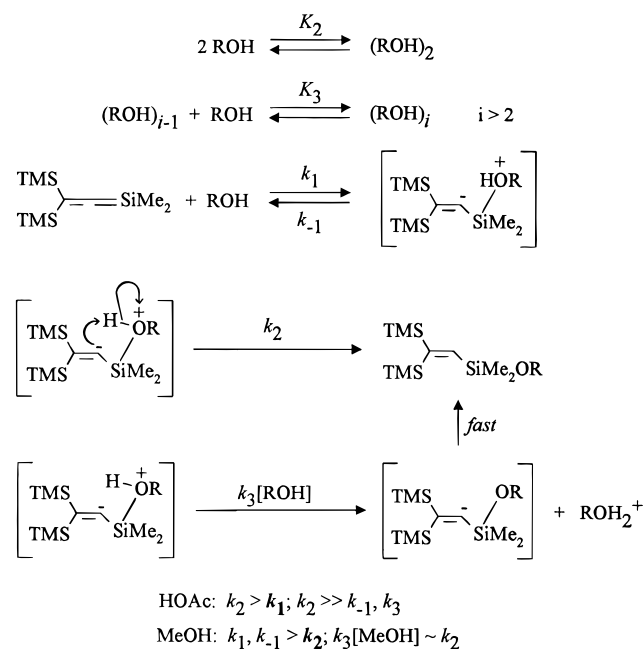 K2
2 ROH ⇌ (ROH)2
K3
(ROH)i-1 + ROH ⇌ (ROH)i i > 2
k1
TMS TMS SiMe2 + ROH ⇌ TMS TMS - SiMe2 + HOR
k-1
TMS TMS - SiMe2 H + OR k2 TMS TMS SiMe2OR
fast
TMS TMS - SiMe2 H + OR k3[ROH] TMS TMS - SiMe2 OR + ROH2+
HOAc: k2 > k1; k2 >> k-1, k3
MeOH: k1, k-1 > k2; k3[MeOH] ~ k2